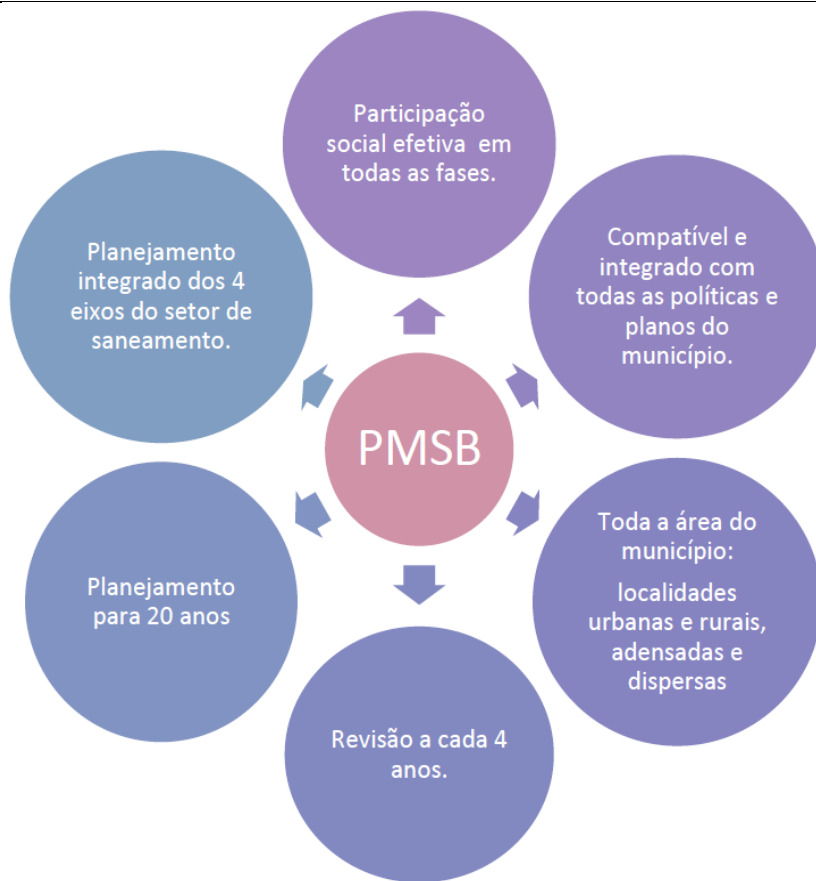 Participação
social efetiva em
todas as fases.
Planejamento
integrado dos 4
eixos do setor de
saneamento.
Compatível e
integrado com
todas as políticas e
planos do
município.
PMSB
Planejamento
para 20 anos
Toda a área do
município:
localidades
urbanas e rurais,
adensadas e
dispersas
Revisão a cada 4
anos.